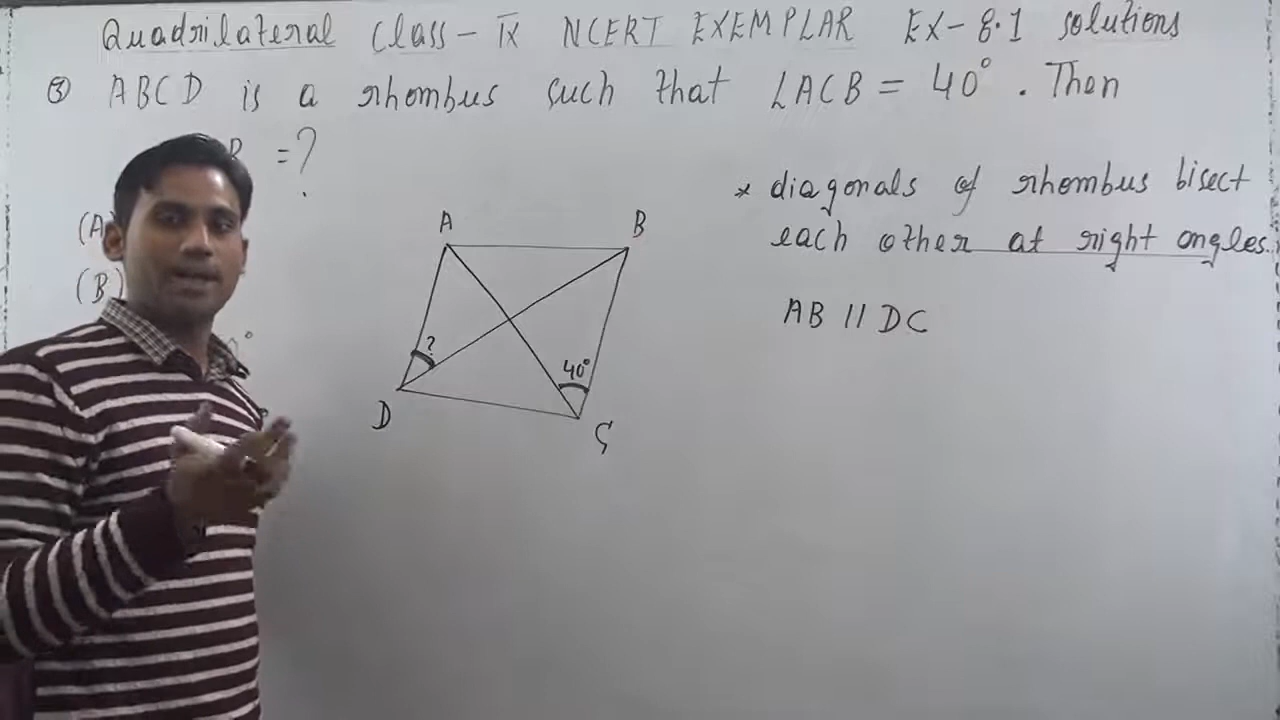 Quadrilateral Class - IX NCERT EXEMPLAR EX- 8.1 solutions
③ ABCD is a rhombus such that ∠ACB = 40° . Then
= ?
* diagonals of rhombus bisect
each other at right angles.
(A
(B)
AB || DC
A
B
?
40°
D
C